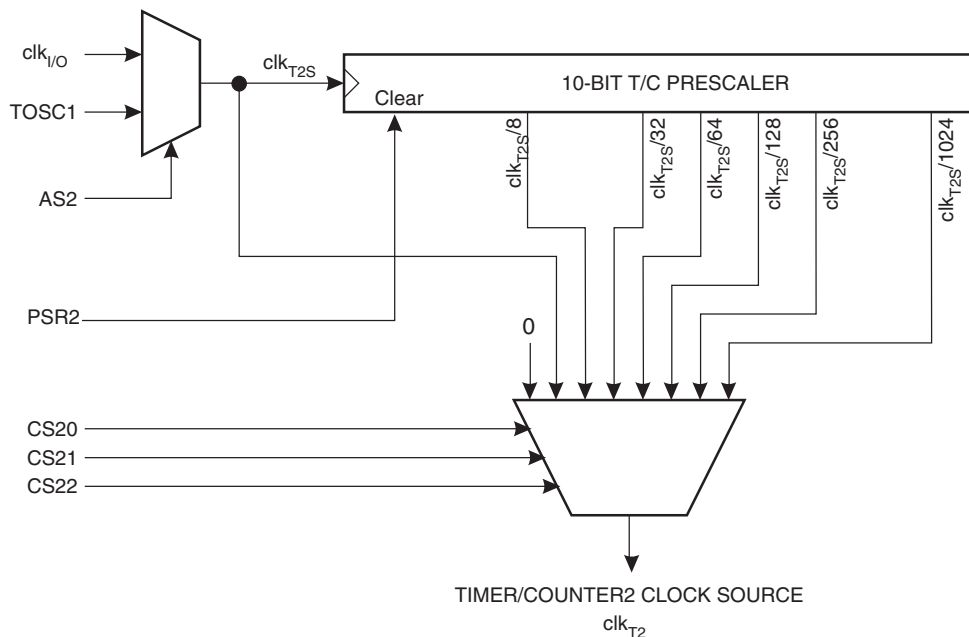 clkI/O
TOSC1
AS2
PSR2
CS20
CS21
CS22
clkT2S
10-BIT T/C PRESCALER
Clear
clkT2S/8
clkT2S/32
clkT2S/64
clkT2S/128
clkT2S/256
clkT2S/1024
0
TIMER/COUNTER2 CLOCK SOURCE
clkT2